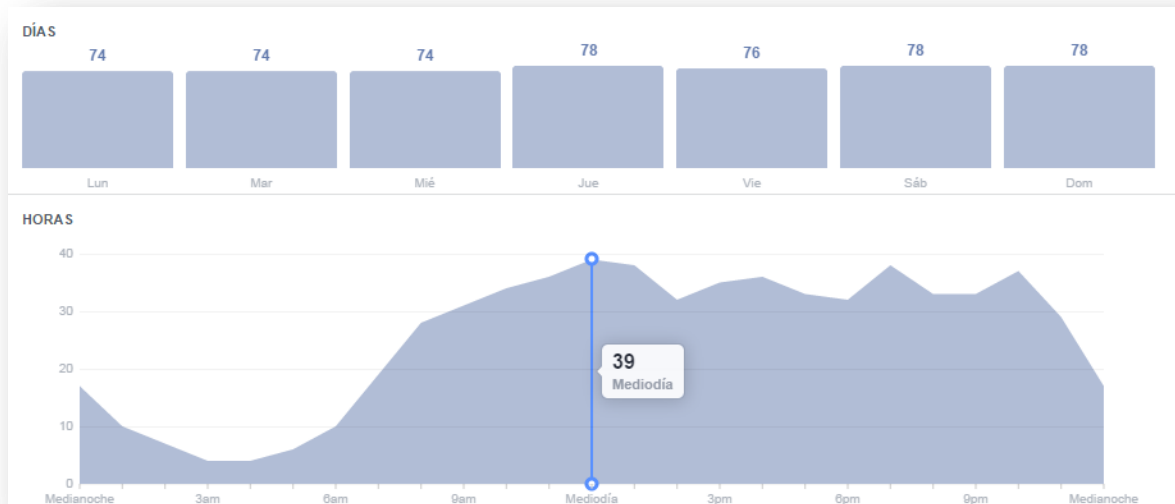 DÍAS
74 74 74 78 76 78 78
Lun Mar Mié Jue Vie Sáb Dom
HORAS
40
30
20
10
0
39
Mediodía
Medianoche 3am 6am 9am Mediodía 3pm 6pm 9pm Medianoche